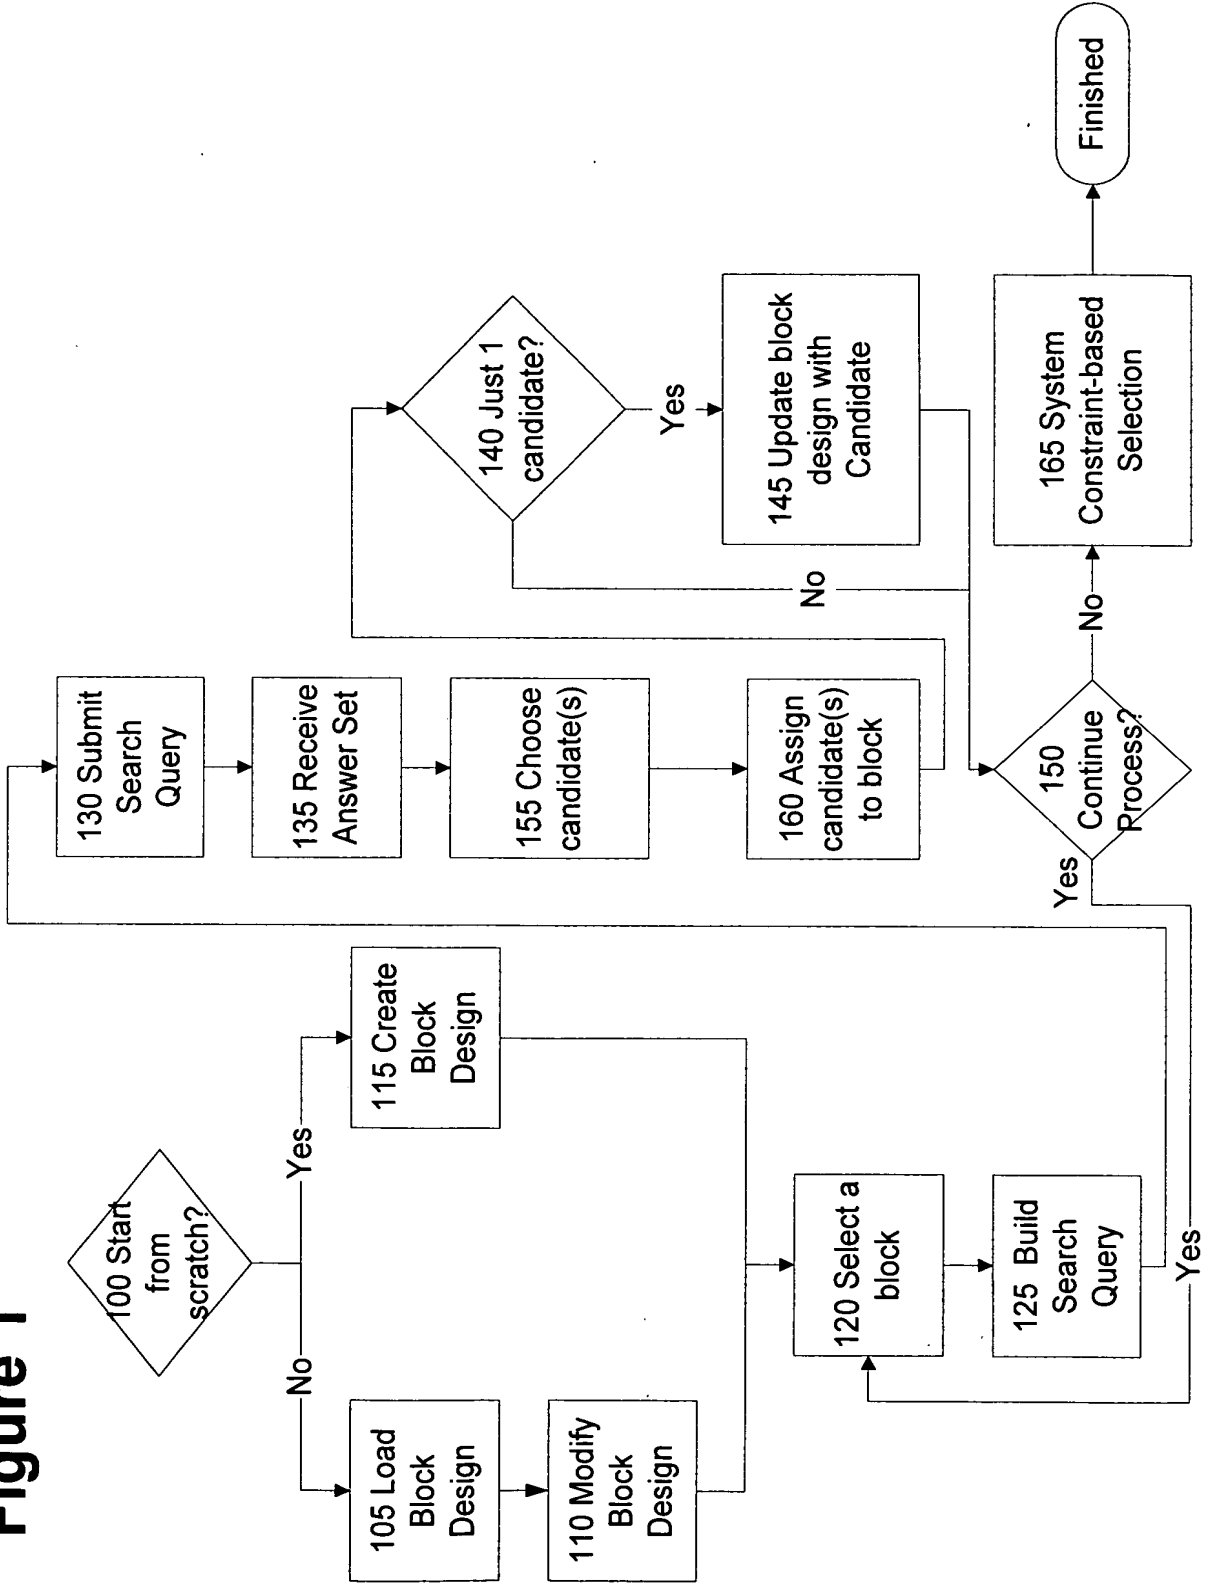 Figure 1
100 Start
from
scratch?
No
Yes
105 Load
Block
Design
110 Modify
Block
Design
115 Create
Block
Design
120 Select a
block
125 Build
Search
Query
130 Submit
Search
Query
135 Receive
Answer Set
155 Choose
candidate(s)
160 Assign
candidate(s)
to block
140 Just 1
candidate?
Yes
No
145 Update block
design with
Candidate
150
Continue
Process?
Yes
Yes
No
165 System
Constraint-based
Selection
Finished